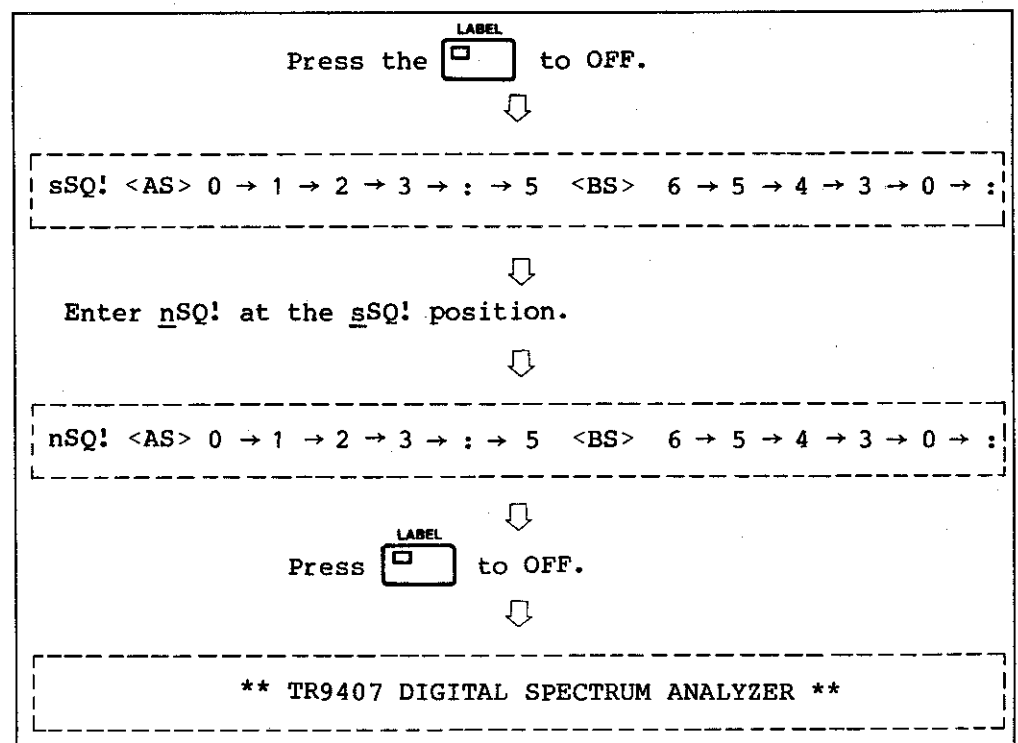 LABEL
Press the to OFF.
sSQ! <AS> 0 → 1 → 2 → 3 → : → 5 <BS> 6 → 5 → 4 → 3 → 0 → :
Enter nSQ! at the sSQ! position.
nSQ! <AS> 0 → 1 → 2 → 3 → : → 5 <BS> 6 → 5 → 4 → 3 → 0 → :
LABEL
Press to OFF.
** TR9407 DIGITAL SPECTRUM ANALYZER **